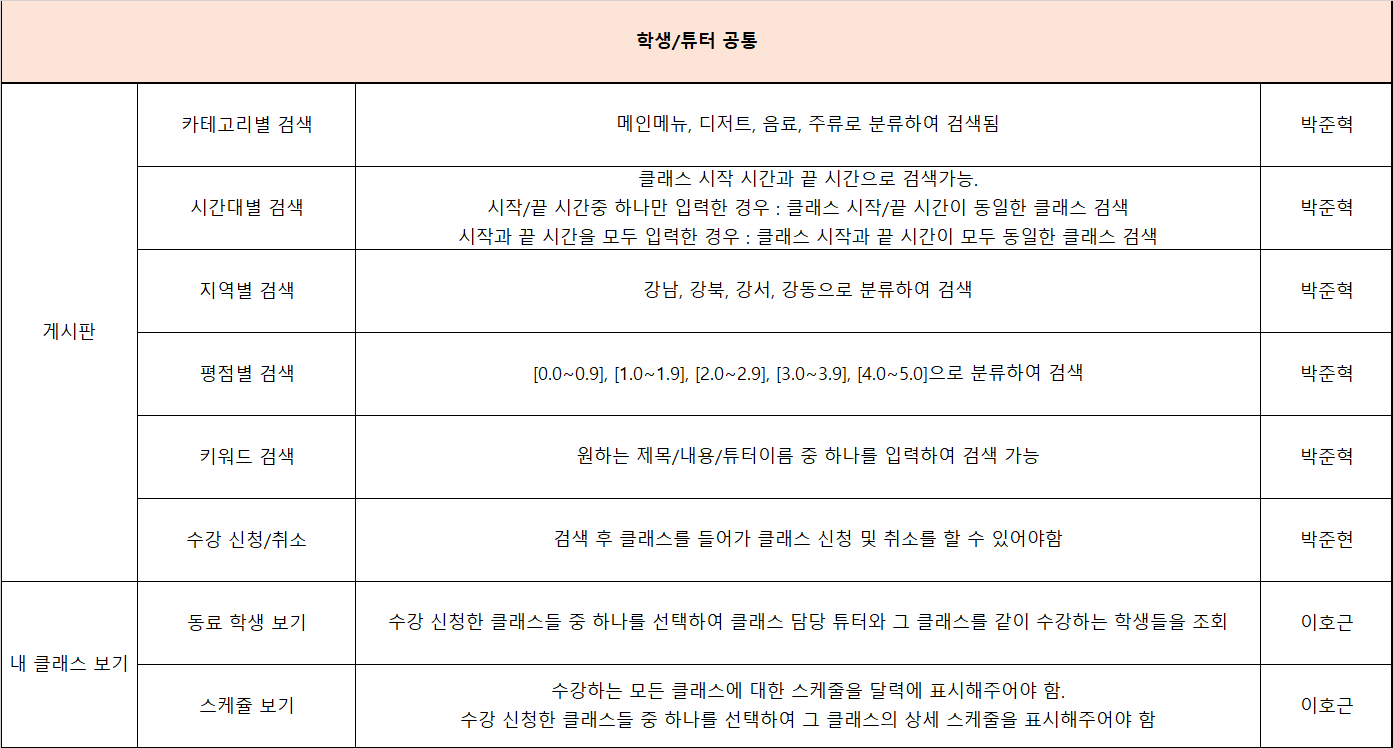 학생/튜터 공통
게시판
카테고리별 검색
메인메뉴, 디저트, 음료, 주류로 분류하여 검색됨
박준혁
시간대별 검색
클래스 시작 시간과 끝 시간으로 검색가능.
시작/끝 시간중 하나만 입력한 경우 : 클래스 시작/끝 시간이 동일한 클래스 검색
시작과 끝 시간을 모두 입력한 경우 : 클래스 시작과 끝 시간이 모두 동일한 클래스 검색
박준혁
지역별 검색
강남, 강북, 강서, 강동으로 분류하여 검색
박준혁
평점별 검색
[0.0~0.9], [1.0~1.9], [2.0~2.9], [3.0~3.9], [4.0~5.0]으로 분류하여 검색
박준혁
키워드 검색
원하는 제목/내용/튜터이름 중 하나를 입력하여 검색 가능
박준혁
수강 신청/취소
검색 후 클래스를 들어가 클래스 신청 및 취소를 할 수 있어야함
박준현
내 클래스 보기
동료 학생 보기
수강 신청한 클래스들 중 하나를 선택하여 클래스 담당 튜터와 그 클래스를 같이 수강하는 학생들을 조회
이호근
스케쥴 보기
수강하는 모든 클래스에 대한 스케줄을 달력에 표시해주어야 함.
수강 신청한 클래스들 중 하나를 선택하여 그 클래스의 상세 스케줄을 표시해주어야 함
이호근